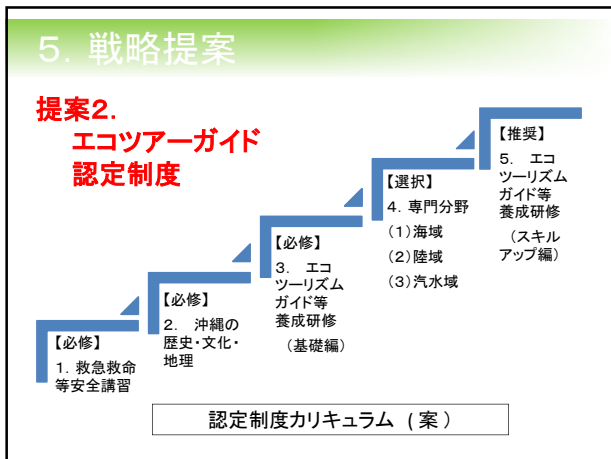 5. 戦略提案
提案2.
エコツアーガイド
認定制度
【必修】
1. 救急救命
等安全講習
【必修】
2. 沖縄の
歴史・文化・
地理
【必修】
3. エコ
ツーリズム
ガイド等
養成研修
（基礎編）
【選択】
4. 専門分野
(1)海域
(2)陸域
(3)汽水域
【推奨】
5. エコ
ツーリズム
ガイド等
養成研修
（スキル
アップ編）
認定制度カリキュラム (案)